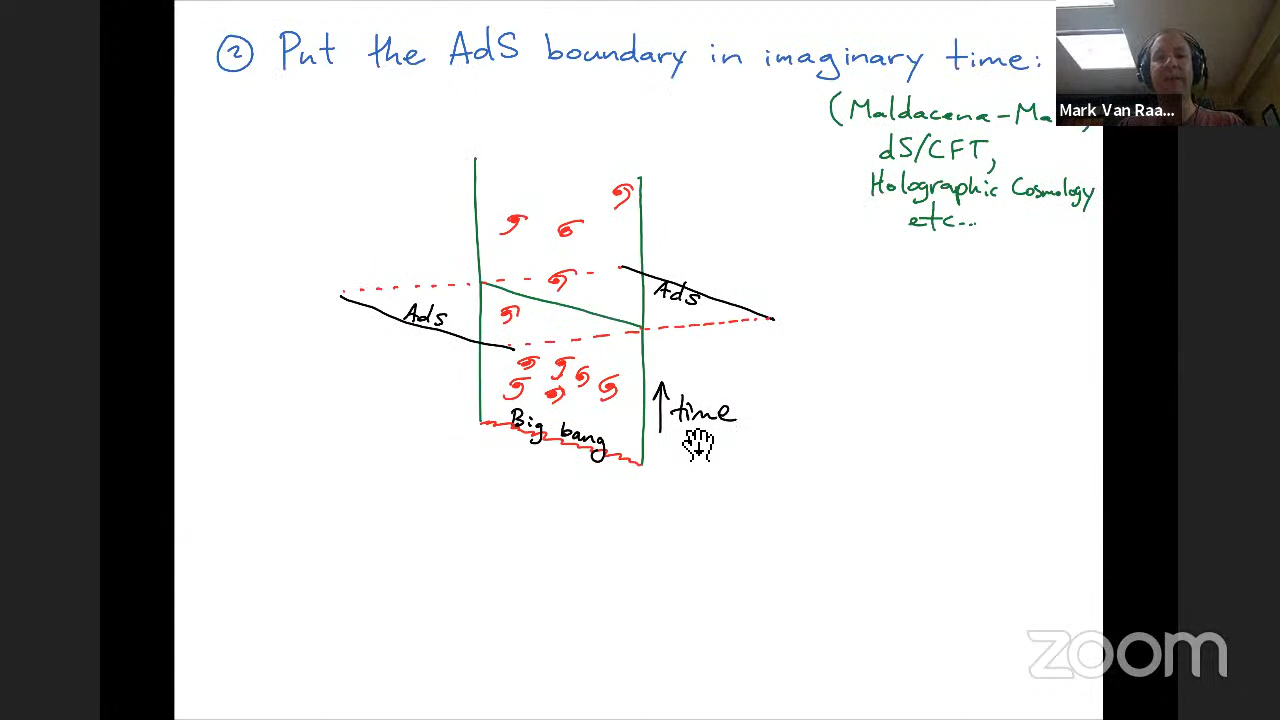 ② Put the AdS boundary in imaginary time:
(Maldacena-Ma
dS/CFT,
Holographic Cosmology
etc...
Mark Van Raa...
AdS
AdS
Big bang
time
zoom